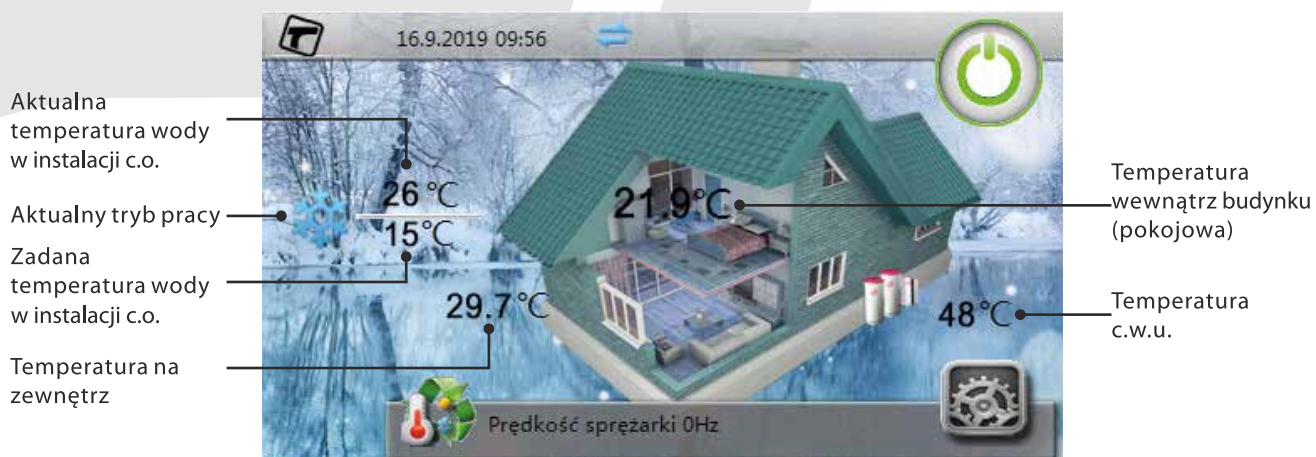 16.9.2019 09:56
Aktualna
temperatura wody
w instalacji c.o.
26 °C
Aktualny tryb pracy
15°C
Zadana
temperatura wody
w instalacji c.o.
29.7°C
Temperatura na
zewnętrz
21.9°C
Temperatura
wewnątrz budynku
(pokojowa)
48°C
Temperatura
c.w.u.
Prędkość sprężarki 0Hz